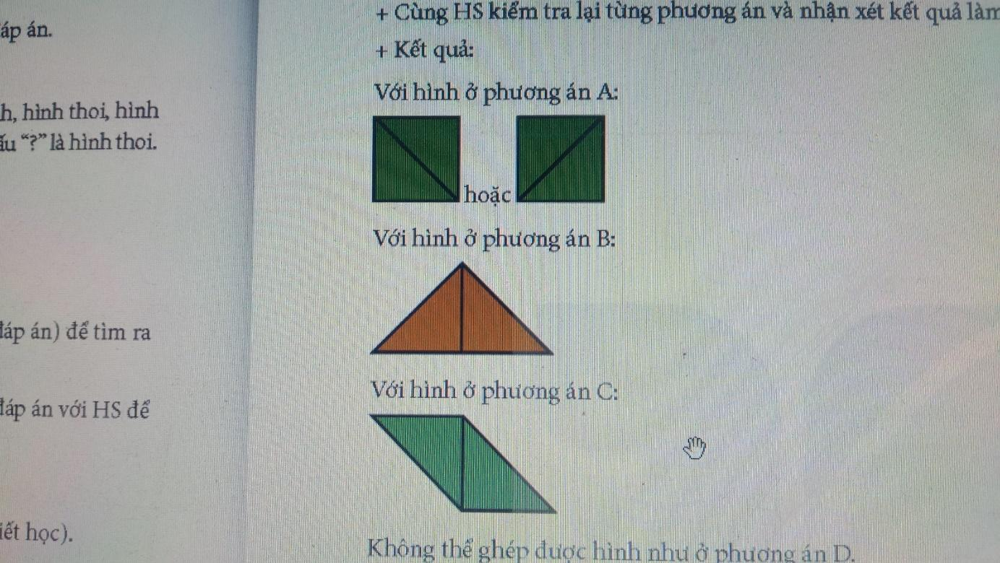 áp án.
h, hình thoi, hình
ấu “?” là hình thoi.
đáp án) để tìm ra
đáp án với HS để
iết học).
+ Cùng HS kiểm tra lại từng phương án và nhận xét kết quả làm
+ Kết quả:
Với hình ở phương án A:
hoặc
Với hình ở phương án B:
Với hình ở phương án C:
Không thể ghép được hình như ở phương án D.